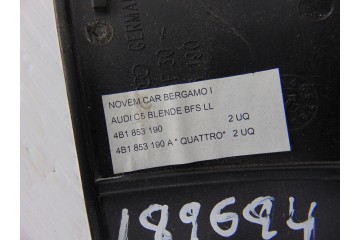 GERMANY
NOVEM CAR BERGAMO I
AUDI C5 BLENDE BFS LL
4B1 853 190 2 UQ
4B1 853 190 A " QUATTRO" 2 UQ
189694